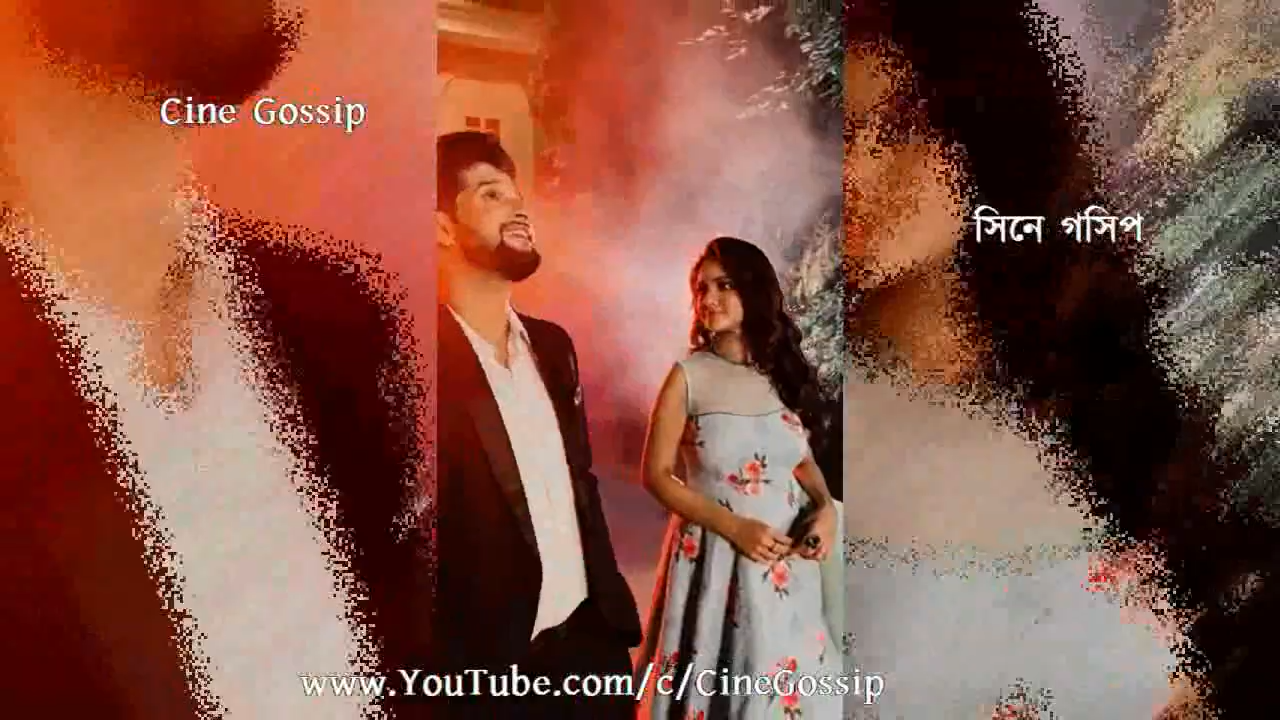 Cine Gossip
সিনে গসিপ
www.YouTube.com/c/CineGossip